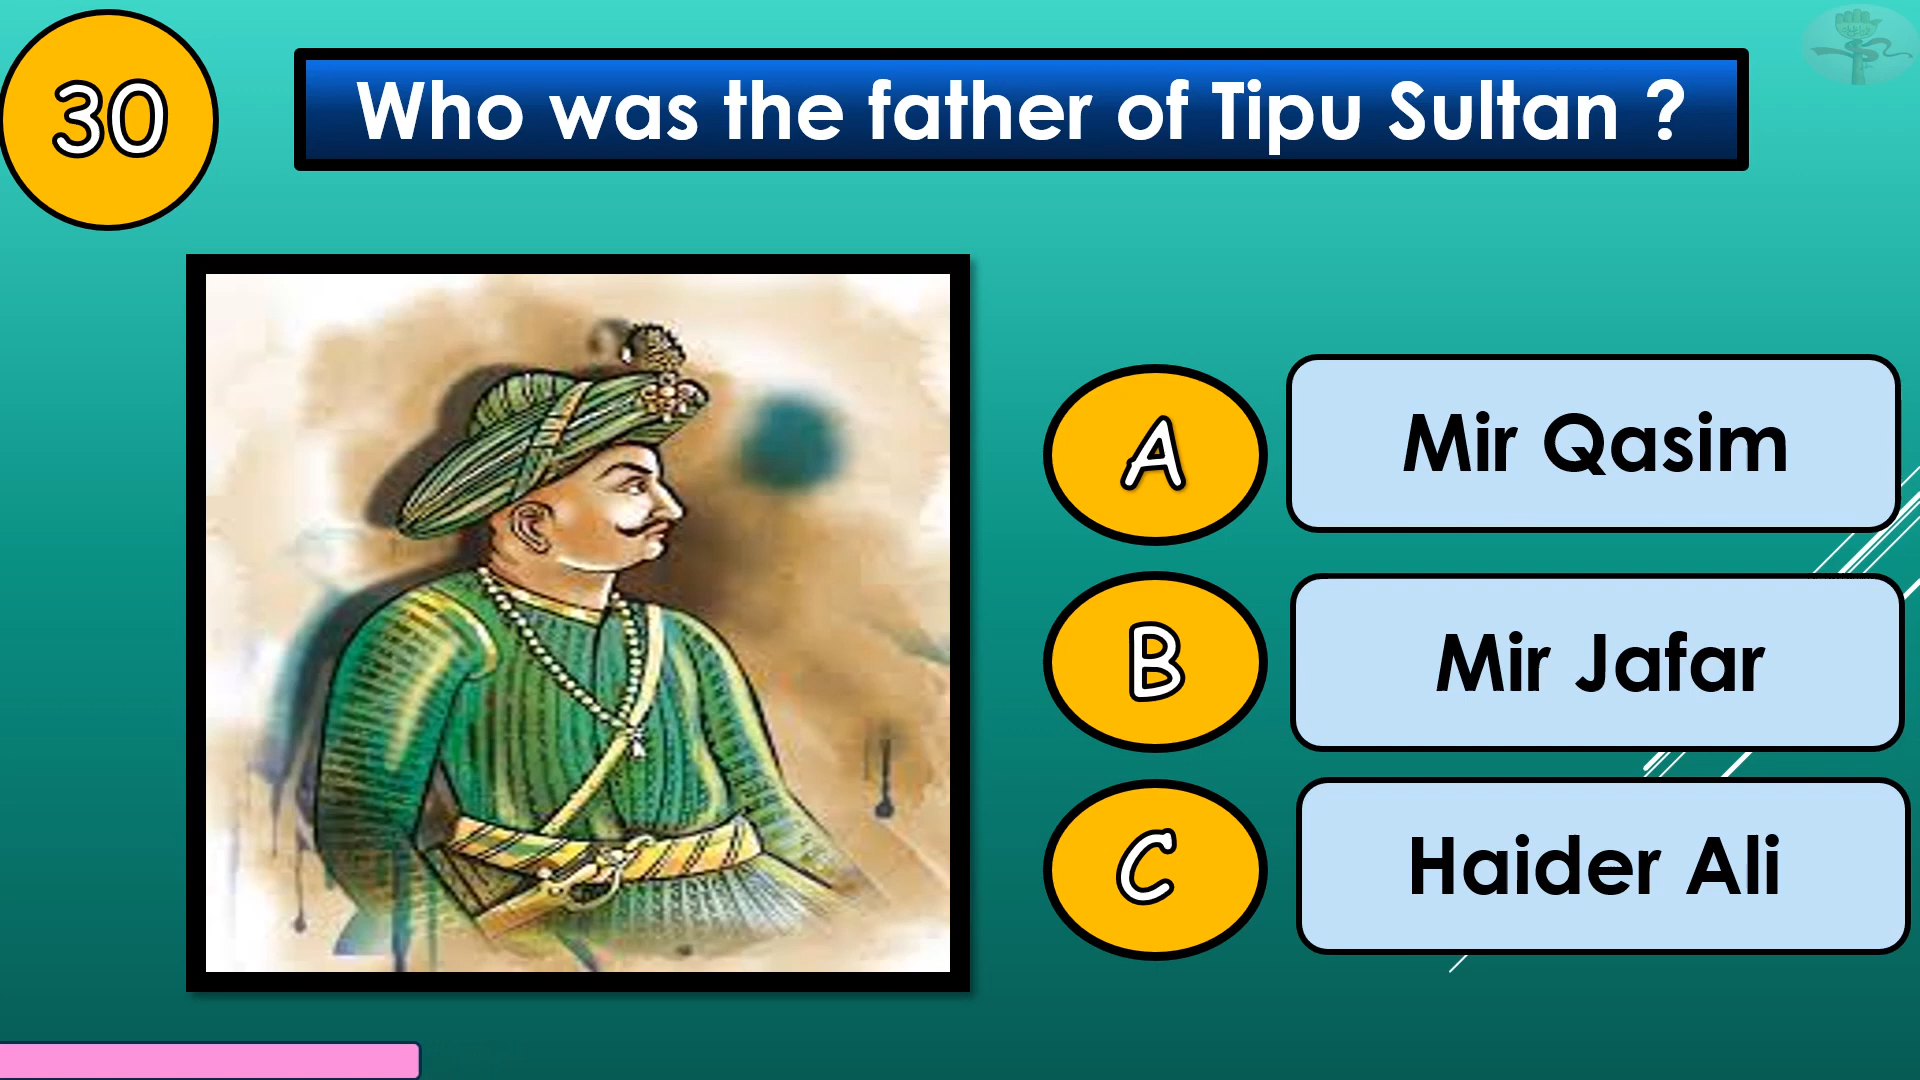 30
Who was the father of Tipu Sultan ?
A
Mir Qasim
B
Mir Jafar
C
Haider Ali